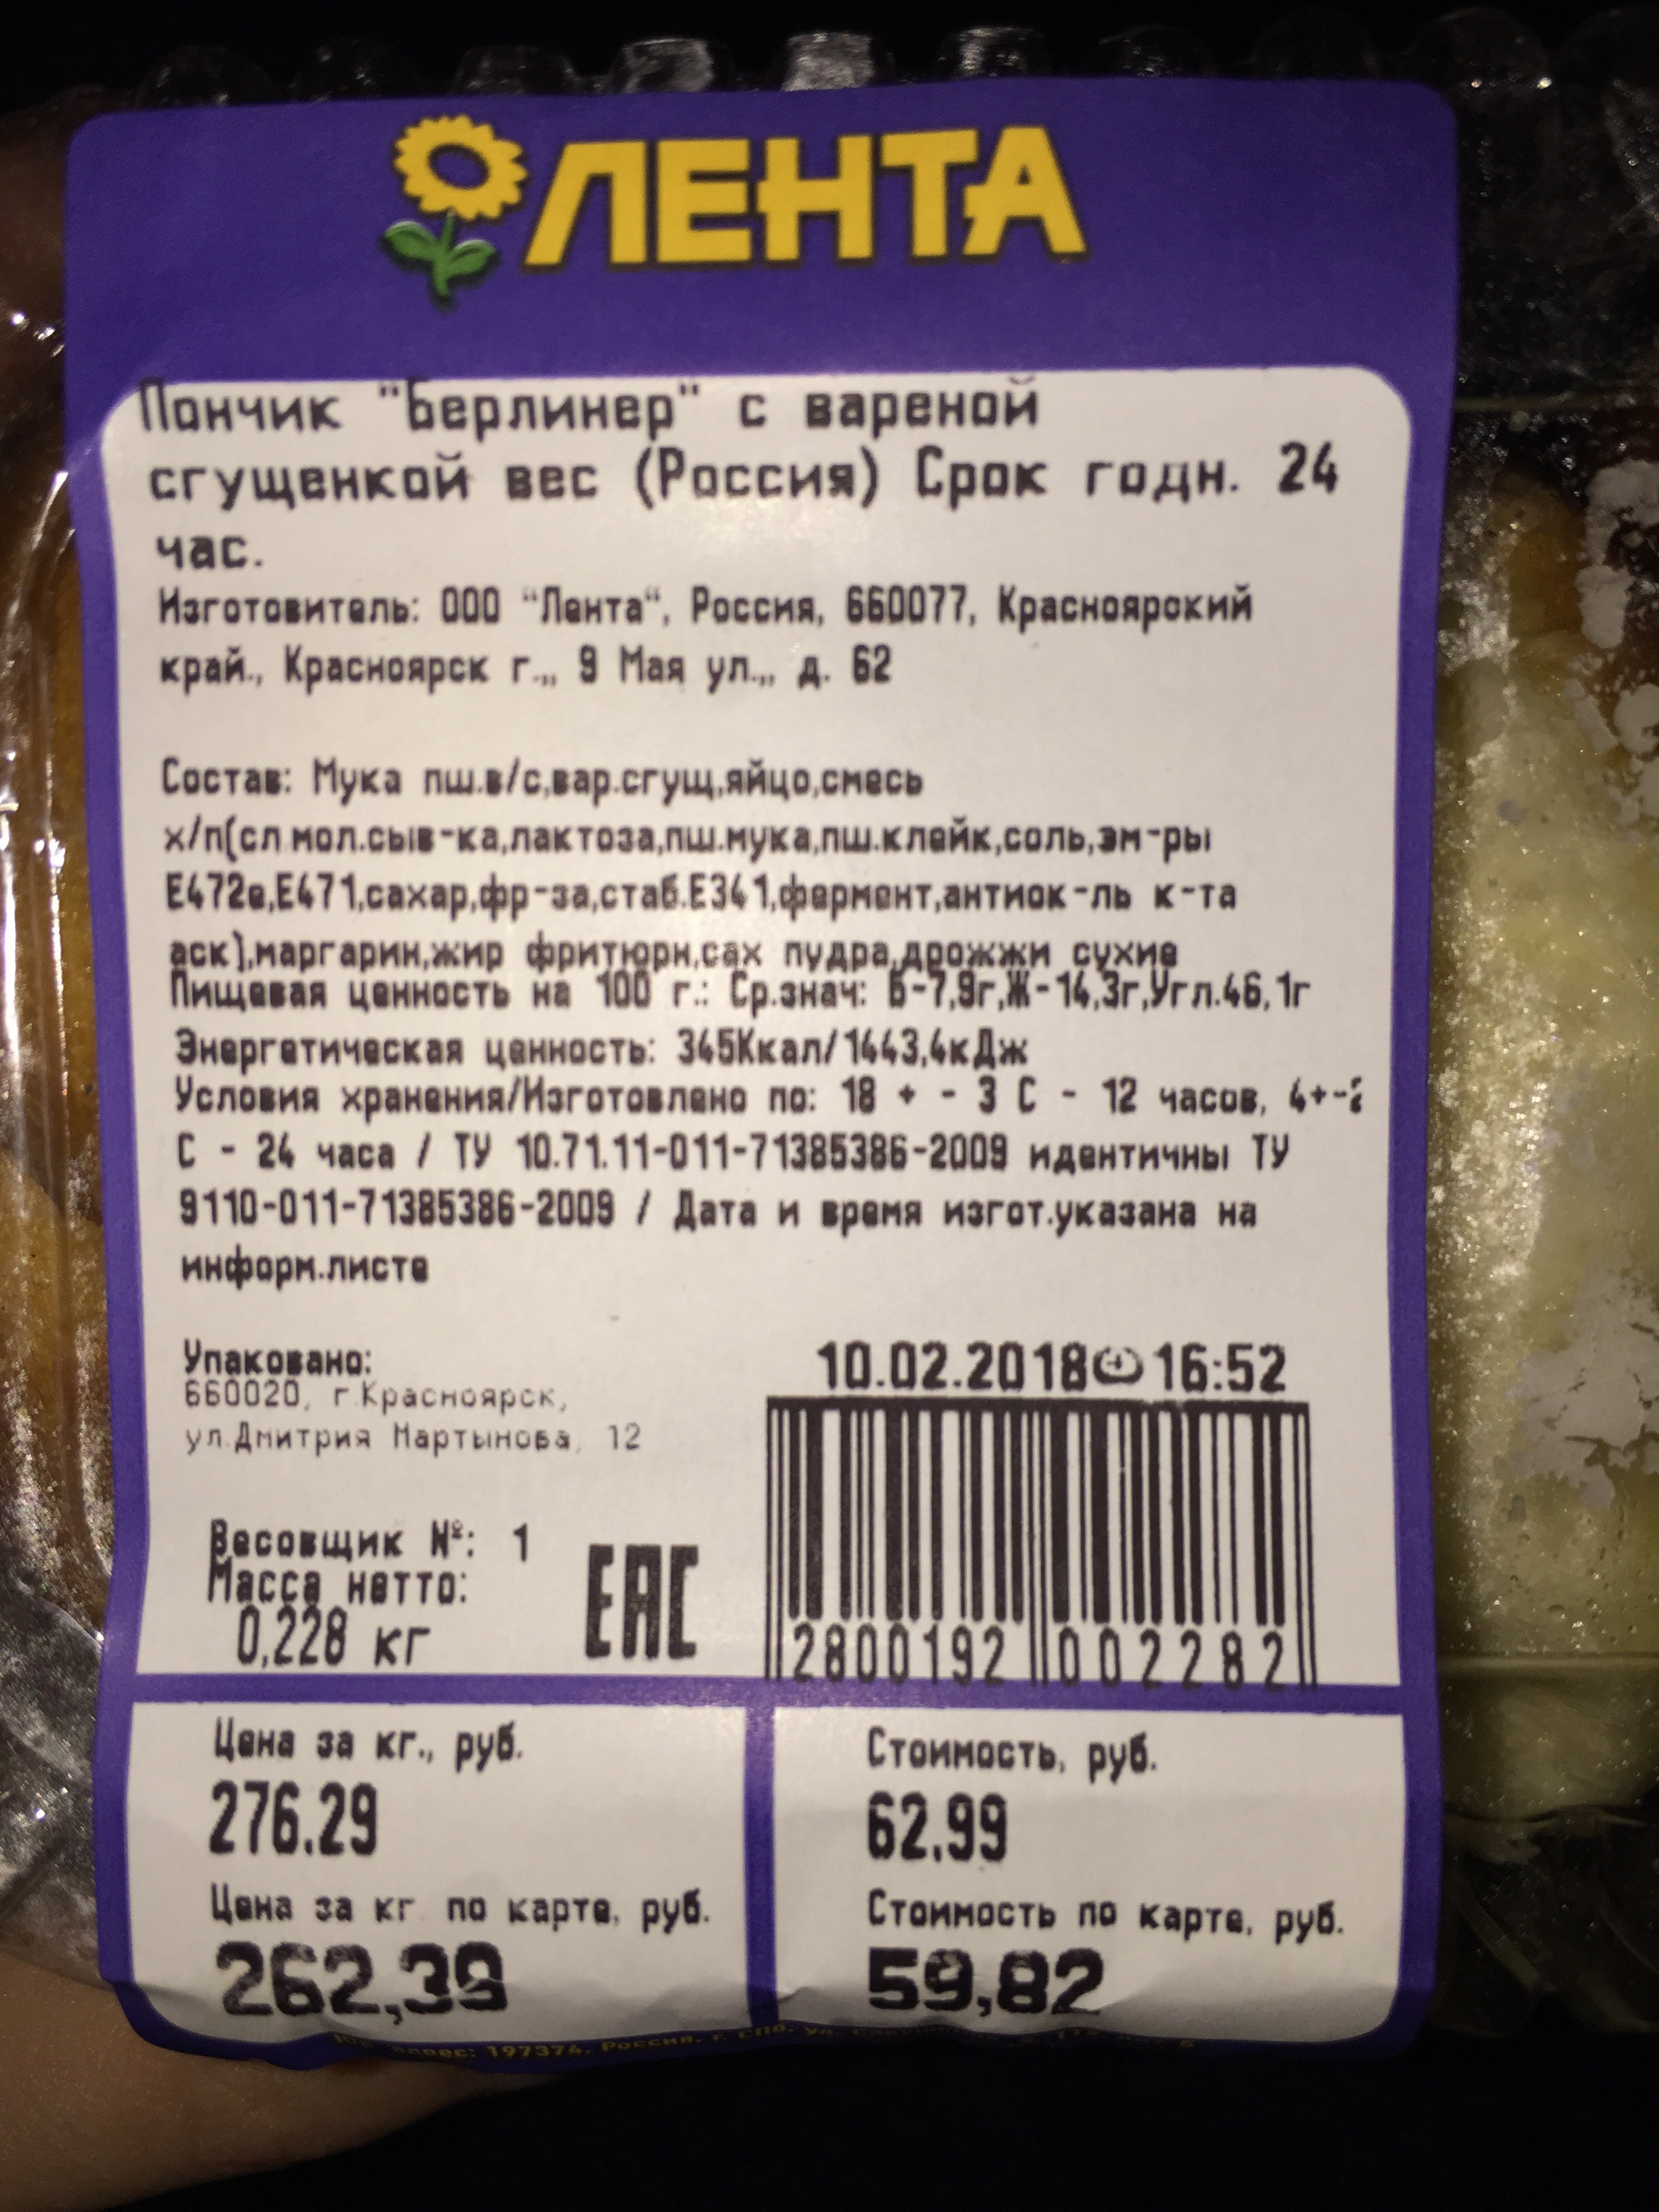 ЛЕНТА
Пончик "Берлинер" с вареной
сгущенкой вес (Россия) Срок годн. 24
час.
Изготовитель: ООО “Лента“, Россия, 660077, Красноярский
край., Красноярск г.,, 9 Мая ул.,, д. 62
Состав: Мука пш.в/с,вар.сгущ,яйцо,смесь
х/п(сл мол.сыв-ка,лактоза,пш.мука,пш.клейк,соль,эм-ры
Е472е,Е471,сахар,фр-за,стаб.Е341,фермент,антиок-ль к-та
аск),маргарин,жир фритюрн,сах пудра,дрожжи сухие
Пищевая ценность на 100 г.: Ср.знач: Б-7,9г,Ж-14,3г,Угл.46,1г
Энергетическая ценность: 345Ккал/1443,4кДж
Условия хранения/Изготовлено по: 18 + - 3 С - 12 часов, 4+-2
С - 24 часа / ТУ 10.71.11-011-71385386-2009 идентичны ТУ
9110-011-71385386-2009 / Дата и время изгот.указана на
информ.листе
Упаковано:
660020, г.Красноярск,
ул.Дмитрия Мартынова, 12
10.02.2018 16:52
Весовщик №: 1
Масса нетто:
0,228 кг
ЕАС
2800192 002282
Цена за кг., руб.
276.29
Стоимость, руб.
62.99
Цена за кг по карте, руб.
262,39
Стоимость по карте, руб.
59,82
197374, Россия, г. СПб, ул.